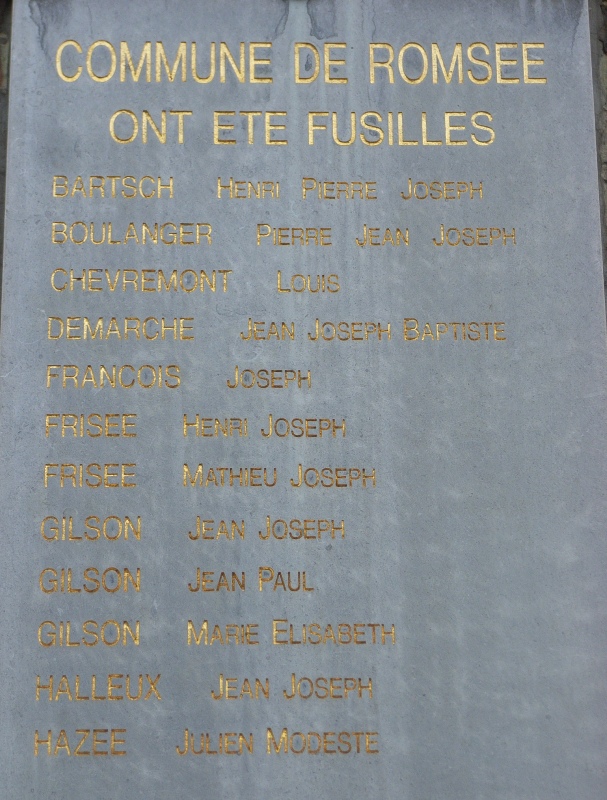 COMMUNE DE ROMSEE
ONT ETE FUSILLES
BARTSCH HENRI PIERRE JOSEPH
BOULANGER PIERRE JEAN JOSEPH
CHEVREMONT LOUIS
DEMARCHE JEAN JOSEPH BAPTISTE
FRANCOIS JOSEPH
FRISEE HENRI JOSEPH
FRISEE MATHIEU JOSEPH
GILSON JEAN JOSEPH
GILSON JEAN PAUL
GILSON MARIE ELISABETH
HALLEUX JEAN JOSEPH
HAZEE JULIEN MODESTE